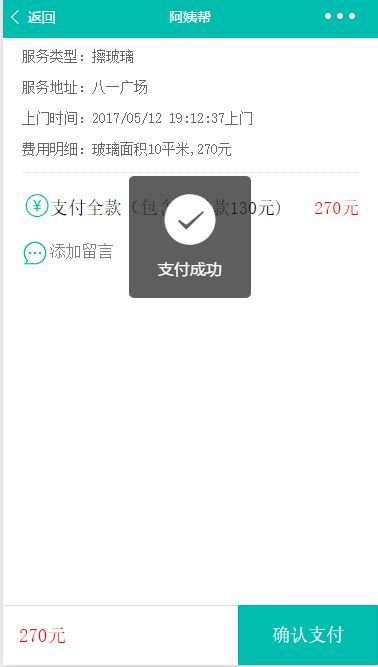 返回 阿姨帮
服务类型：擦玻璃
服务地址：八一广场
上门时间：2017/05/12 19:12:37上门
费用明细：玻璃面积10平米,270元
支付全款（包含 款130元） 270元
支付成功
添加留言
270元 确认支付